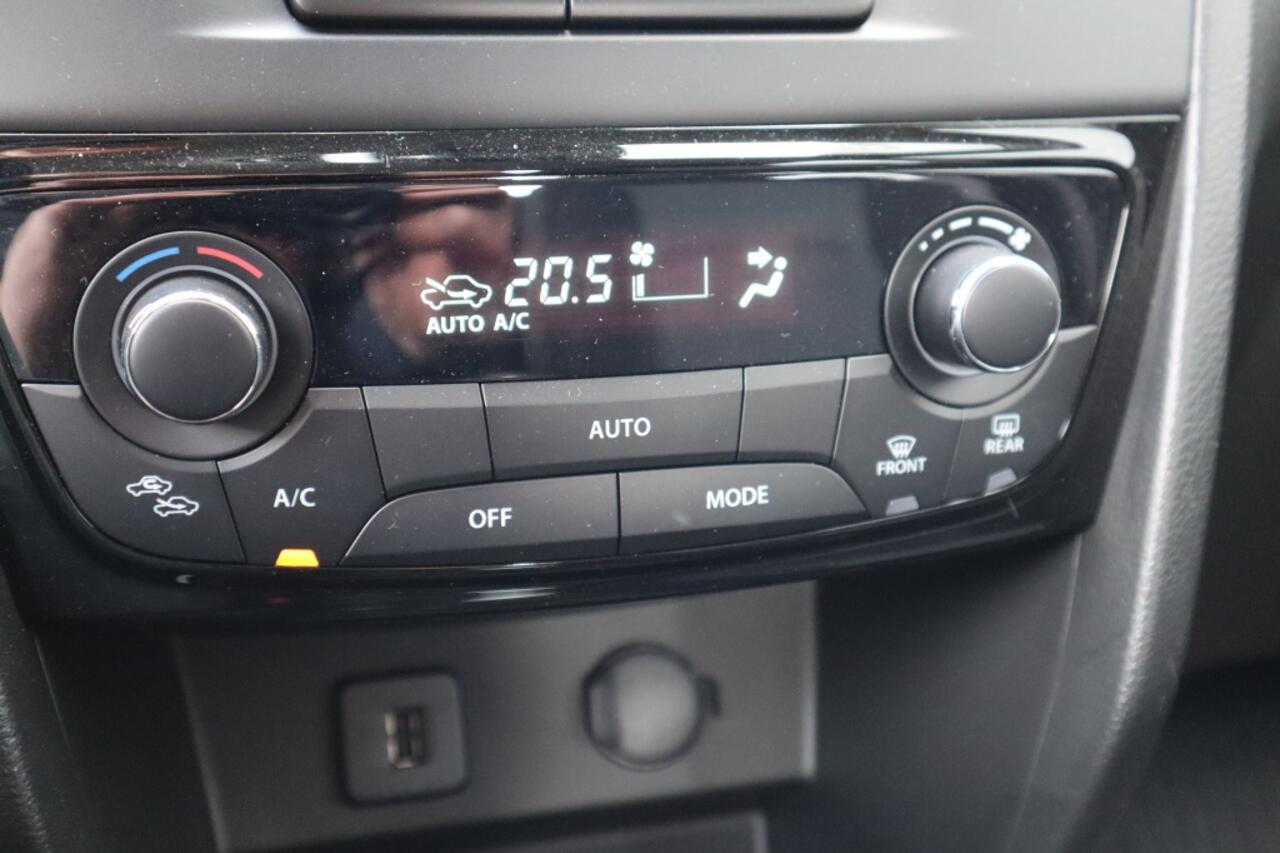 20.5
AUTO A/C
AUTO
FRONT
REAR
A/C
OFF
MODE